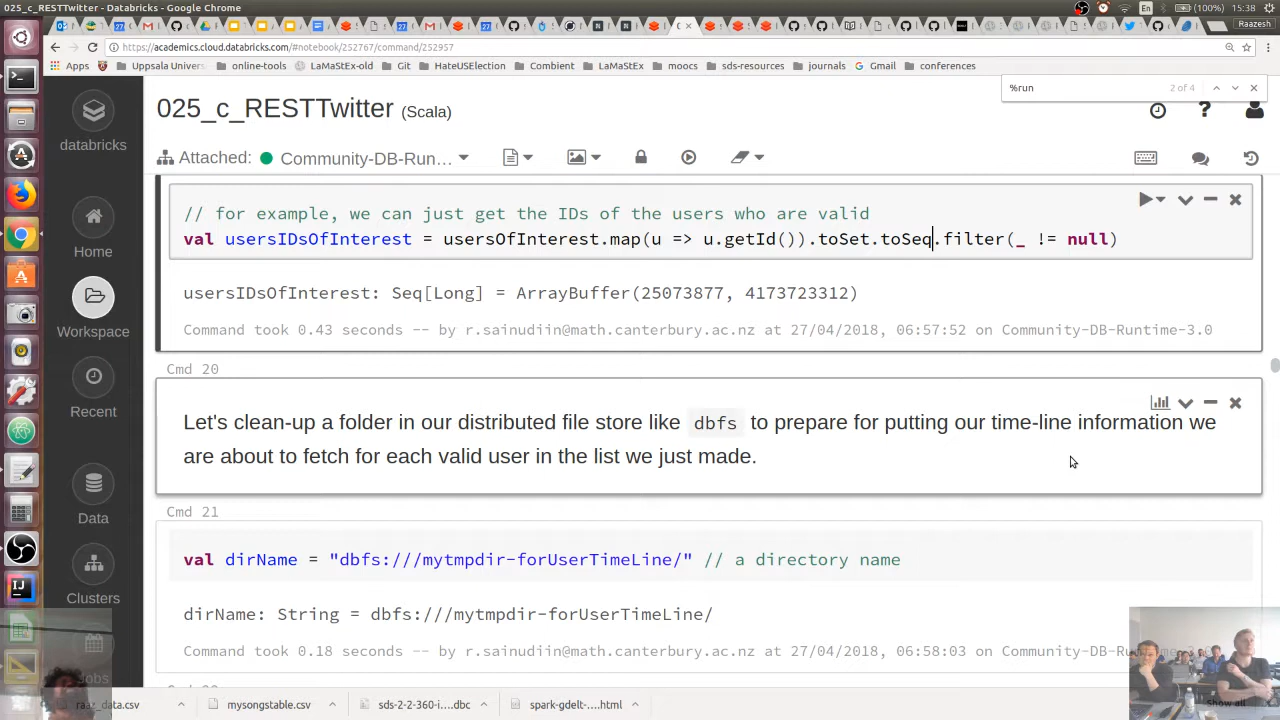 025_c_RESTTwitter - Databricks - Google Chrome
(100%) 15:38
Raazesh
https://academics.cloud.databricks.com/#notebook/252767/command/252957
Apps Uppsala Univers online-tools LaMaStEx-old Git HateUSElection Combient LaMaStEx moocs sds-resources journals Gmail conferences
%run 2 of 4
025_c_RESTTwitter (Scala)
databricks
Attached: Community-DB-Run...
// for example, we can just get the IDs of the users who are valid
val usersIDsOfInterest = usersOfInterest.map(u => u.getId()).toSet.toSeq.filter(_ != null)
Home
usersIDsOfInterest: Seq[Long] = ArrayBuffer(25073877, 4173723312)
Workspace
Command took 0.43 seconds -- by r.sainudiin@math.canterbury.ac.nz at 27/04/2018, 06:57:52 on Community-DB-Runtime-3.0
Cmd 20
Recent
Let's clean-up a folder in our distributed file store like dbfs to prepare for putting our time-line information we
are about to fetch for each valid user in the list we just made.
Cmd 21
Data
val dirName = "dbfs:///mytmpdir-forUserTimeLine/" // a directory name
Clusters
dirName: String = dbfs:///mytmpdir-forUserTimeLine/
Command took 0.18 seconds -- by r.sainudiin@math.canterbury.ac.nz at 27/04/2018, 06:58:03 on Community-DB-Runtime
Jobs
raaz_data.csv mysongstable.csv sds-2-2-360-i....dbc spark-gdelt-....html Show all